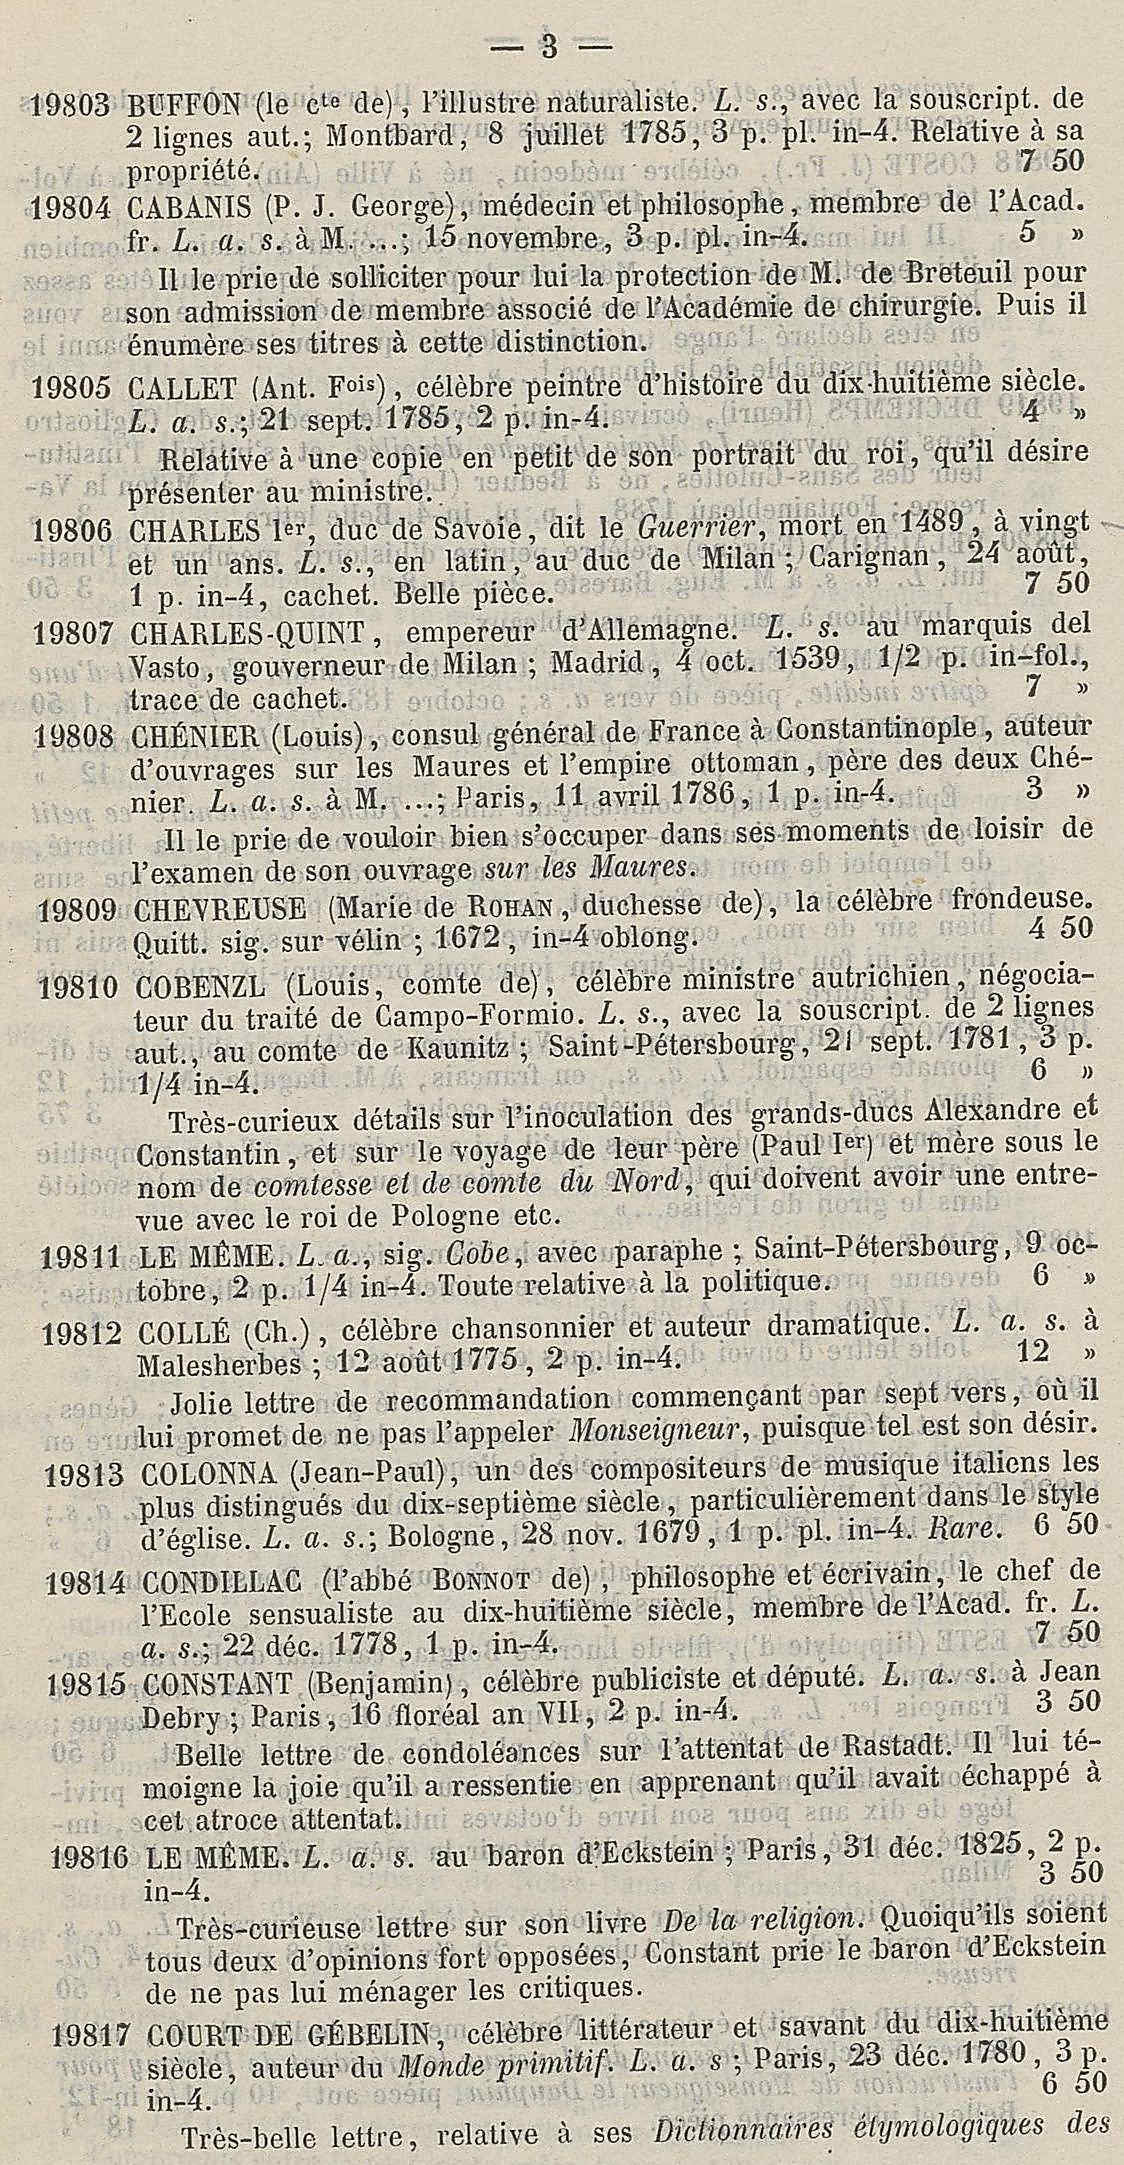 — 3 —
19803 BUFFON (le cte de), l'illustre naturaliste. L. s., avec la souscript. de
2 lignes aut.; Montbard, 8 juillet 1785, 3 p. pl. in-4. Relative à sa
propriété. 7 50
19804 CABANIS (P. J. George), médecin et philosophe, membre de l'Acad.
fr. L. a. s. à M. ...; 15 novembre, 3 p. pl. in-4. 5 »
Il le prie de solliciter pour lui la protection de M. de Breteuil pour
son admission de membre associé de l'Académie de chirurgie. Puis il
énumère ses titres à cette distinction.
19805 CALLET (Ant. Fois), célèbre peintre d'histoire du dix-huitième siècle.
L. a. s.; 21 sept. 1785, 2 p. in-4. 4 »
Relative à une copie en petit de son portrait du roi, qu'il désire
présenter au ministre.
19806 CHARLES Ier, duc de Savoie, dit le Guerrier, mort en 1489, à vingt
et un ans. L. s., en latin, au duc de Milan; Carignan, 24 août,
1 p. in-4, cachet. Belle pièce. 7 50
19807 CHARLES-QUINT, empereur d'Allemagne. L. s. au marquis del
Vasto, gouverneur de Milan; Madrid, 4 oct. 1539, 1/2 p. in-fol.,
trace de cachet. 7 »
19808 CHÉNIER (Louis), consul général de France à Constantinople, auteur
d'ouvrages sur les Maures et l'empire ottoman, père des deux Ché-
nier. L. a. s. à M. ...; Paris, 11 avril 1786, 1 p. in-4. 3 »
Il le prie de vouloir bien s'occuper dans ses moments de loisir de
l'examen de son ouvrage sur les Maures.
19809 CHEVREUSE (Marie de ROHAN, duchesse de), la célèbre frondeuse.
Quitt. sig. sur vélin; 1672, in-4 oblong. 4 50
19810 COBENZL (Louis, comte de), célèbre ministre autrichien, négocia-
teur du traité de Campo-Formio. L. s., avec la souscript. de 2 lignes
aut., au comte de Kaunitz; Saint-Pétersbourg, 21 sept. 1781, 3 p.
1/4 in-4. 6 »
Très-curieux détails sur l'inoculation des grands-ducs Alexandre et
Constantin, et sur le voyage de leur père (Paul Ier) et mère sous le
nom de comtesse et de comte du Nord, qui doivent avoir une entre-
vue avec le roi de Pologne etc.
19811 LE MÊME. L. a., sig. Cobe, avec paraphe; Saint-Pétersbourg, 9 oc-
tobre, 2 p. 1/4 in-4. Toute relative à la politique. 6 »
19812 COLLÉ (Ch.), célèbre chansonnier et auteur dramatique. L. a. s. à
Malesherbes; 12 août 1775, 2 p. in-4. 12 »
Jolie lettre de recommandation commençant par sept vers, où il
lui promet de ne pas l'appeler Monseigneur, puisque tel est son désir.
19813 COLONNA (Jean-Paul), un des compositeurs de musique italiens les
plus distingués du dix-septième siècle, particulièrement dans le style
d'église. L. a. s.; Bologne, 28 nov. 1679, 1 p. pl. in-4. Rare. 6 50
19814 CONDILLAC (l'abbé BONNOT de), philosophe et écrivain, le chef de
l'Ecole sensualiste au dix-huitième siècle, membre de l'Acad. fr. L.
a. s.; 22 déc. 1778, 1 p. in-4. 7 50
19815 CONSTANT (Benjamin), célèbre publiciste et député. L. a. s. à Jean
Debry; Paris, 16 floréal an VII, 2 p. in-4. 3 50
Belle lettre de condoléances sur l'attentat de Rastadt. Il lui té-
moigne la joie qu'il a ressentie en apprenant qu'il avait échappé à
cet atroce attentat.
19816 LE MÊME. L. a. s. au baron d'Eckstein; Paris, 31 déc. 1825, 2 p.
in-4. 3 50
Très-curieuse lettre sur son livre De la religion. Quoiqu'ils soient
tous deux d'opinions fort opposées, Constant prie le baron d'Eckstein
de ne pas lui ménager les critiques.
19817 COURT DE GÉBELIN, célèbre littérateur et savant du dix-huitième
siècle, auteur du Monde primitif. L. a. s; Paris, 23 déc. 1780, 3 p.
in-4. 6 50
Très-belle lettre, relative à ses Dictionnaires étymologiques des